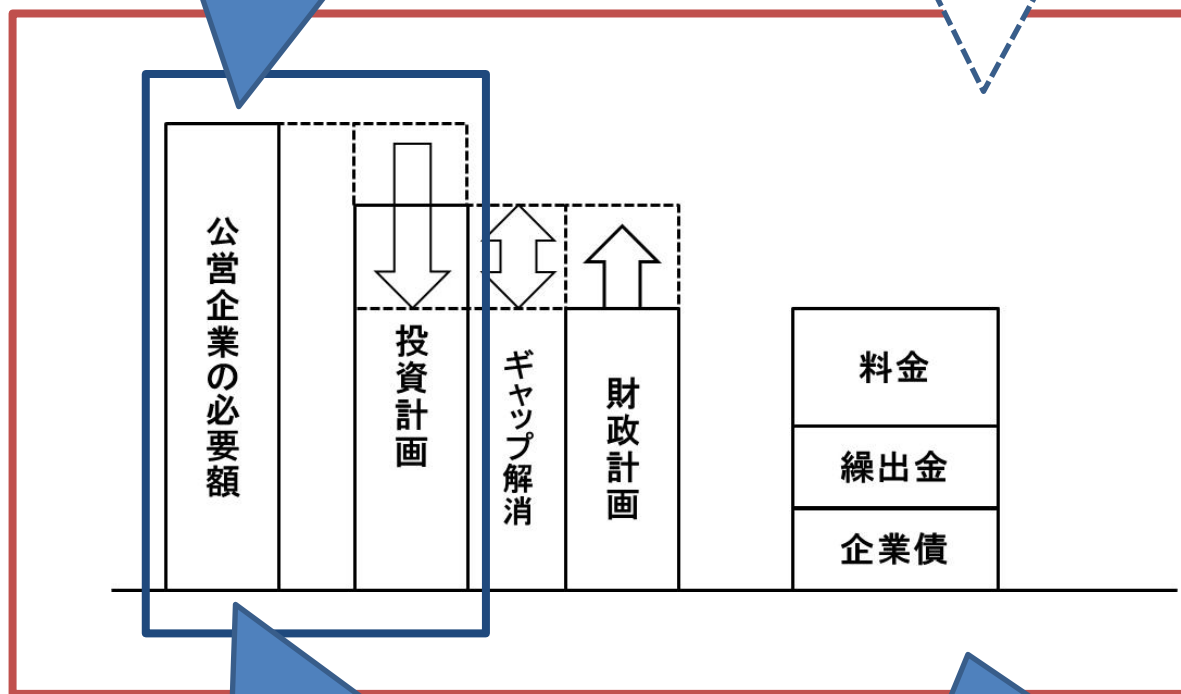 公営企業の必要額
投資計画
ギャップ解消
財政計画
料金
繰出金
企業債